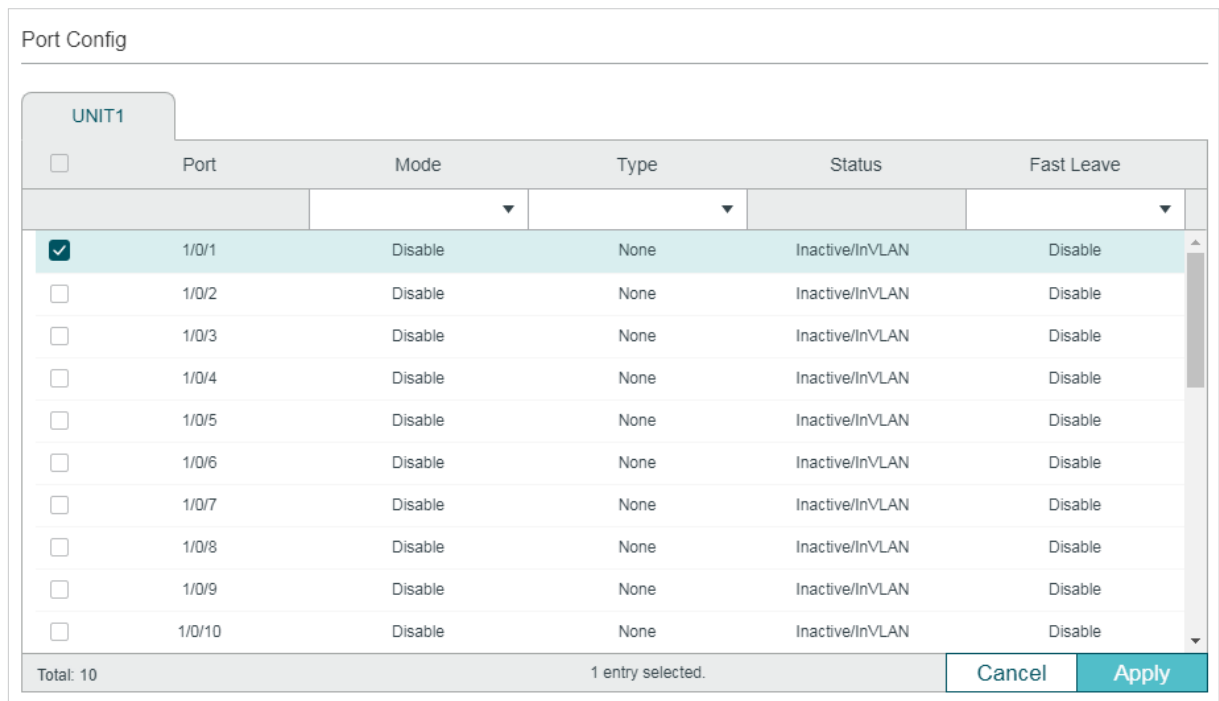 Port Config
UNIT1
Port Mode Type Status Fast Leave
1/0/1 Disable None Inactive/InVLAN Disable
1/0/2 Disable None Inactive/InVLAN Disable
1/0/3 Disable None Inactive/InVLAN Disable
1/0/4 Disable None Inactive/InVLAN Disable
1/0/5 Disable None Inactive/InVLAN Disable
1/0/6 Disable None Inactive/InVLAN Disable
1/0/7 Disable None Inactive/InVLAN Disable
1/0/8 Disable None Inactive/InVLAN Disable
1/0/9 Disable None Inactive/InVLAN Disable
1/0/10 Disable None Inactive/InVLAN Disable
Total: 10 1 entry selected. Cancel Apply